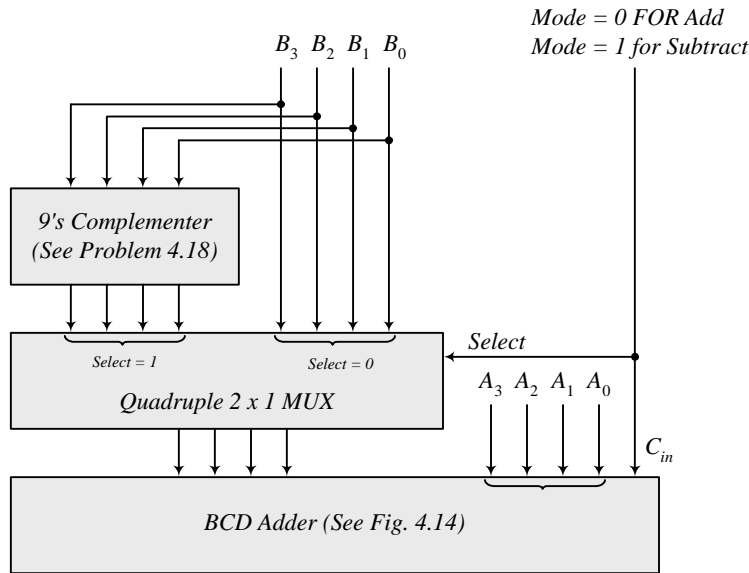 Mode = 0 FOR Add
Mode = 1 for Subtract
B3 B2 B1 B0
9's Complementer
(See Problem 4.18)
Select = 1
Select = 0
Select
Quadruple 2 x 1 MUX
A3 A2 A1 A0
Cin
BCD Adder (See Fig. 4.14)